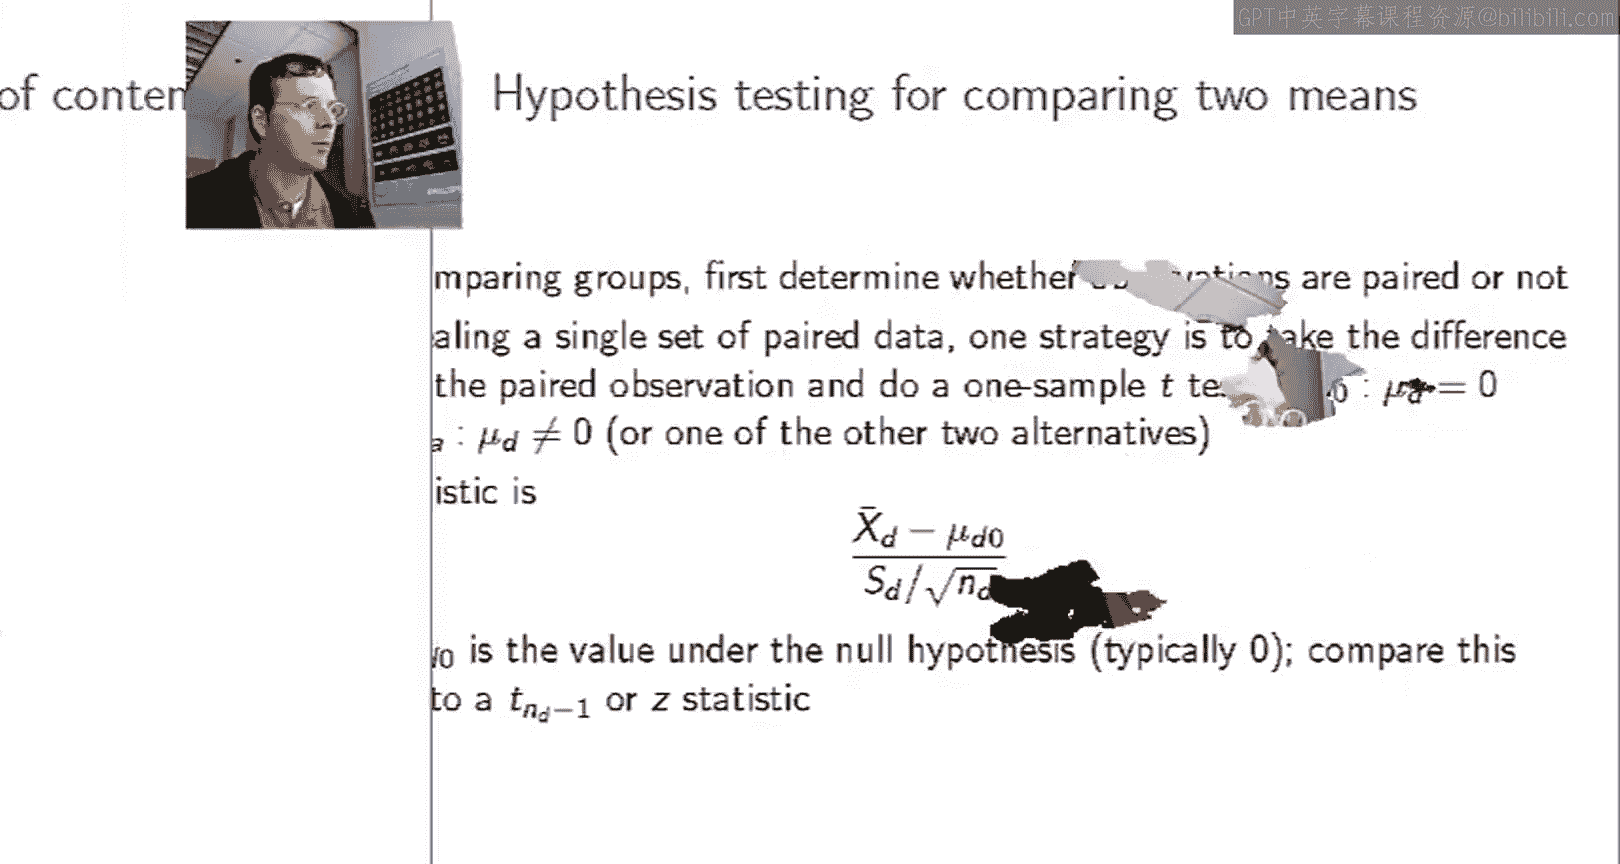 GPT中英字幕课程资源@bilibili.com
of conten
Hypothesis testing for comparing two means
mparing groups, first determine whether are paired or not
aling a single set of paired data, one strategy is to take the difference
the paired observation and do a one-sample t te : μd = 0
a : μd ≠ 0 (or one of the other two alternatives)
istic is
X̄d − μd0
Sd/√nd
is the value under the null hypothesis (typically 0); compare this
to a tnd−1 or z statistic